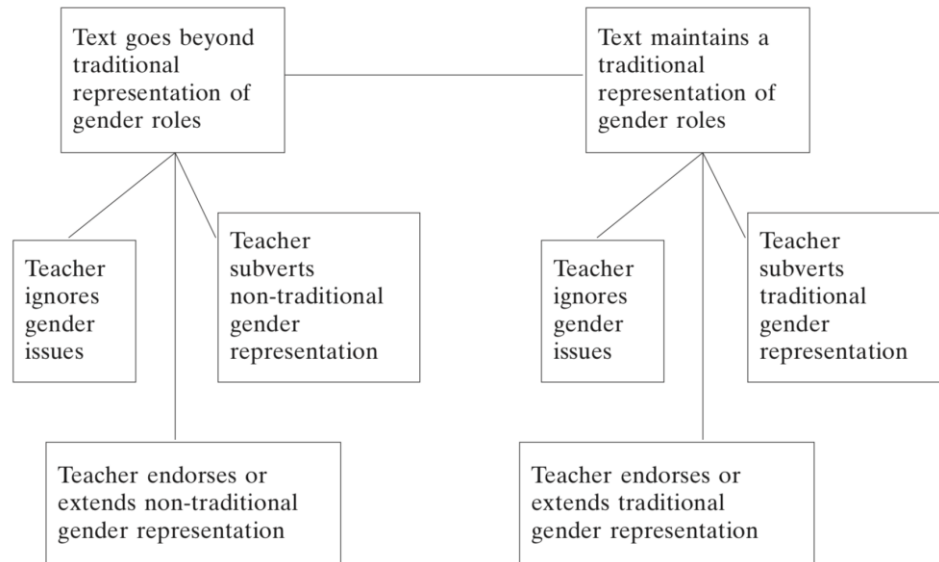 Text goes beyond
traditional
representation of
gender roles
Text maintains a
traditional
representation of
gender roles
Teacher
ignores
gender
issues
Teacher
subverts
non-traditional
gender
representation
Teacher
ignores
gender
issues
Teacher
subverts
traditional
gender
representation
Teacher endorses or
extends non-traditional
gender representation
Teacher endorses or
extends traditional
gender representation